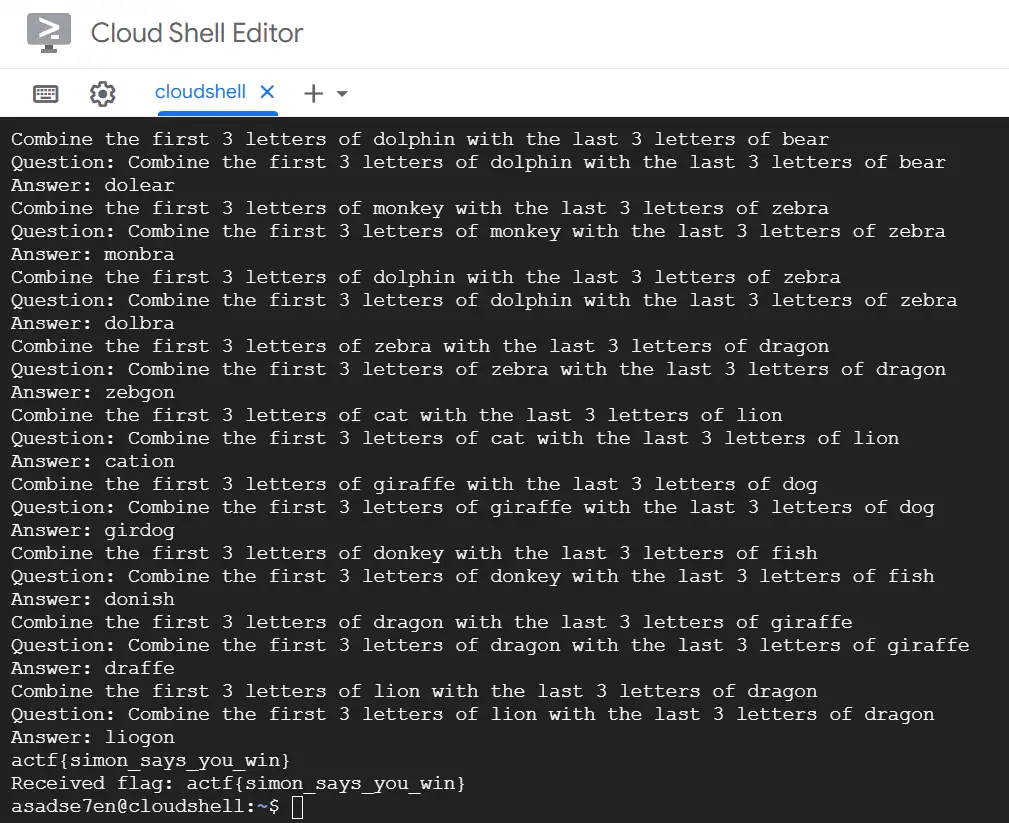 Cloud Shell Editor
cloudshell
Combine the first 3 letters of dolphin with the last 3 letters of bear
Question: Combine the first 3 letters of dolphin with the last 3 letters of bear
Answer: dolear
Combine the first 3 letters of monkey with the last 3 letters of zebra
Question: Combine the first 3 letters of monkey with the last 3 letters of zebra
Answer: monbra
Combine the first 3 letters of dolphin with the last 3 letters of zebra
Question: Combine the first 3 letters of dolphin with the last 3 letters of zebra
Answer: dolbra
Combine the first 3 letters of zebra with the last 3 letters of dragon
Question: Combine the first 3 letters of zebra with the last 3 letters of dragon
Answer: zebgon
Combine the first 3 letters of cat with the last 3 letters of lion
Question: Combine the first 3 letters of cat with the last 3 letters of lion
Answer: cation
Combine the first 3 letters of giraffe with the last 3 letters of dog
Question: Combine the first 3 letters of giraffe with the last 3 letters of dog
Answer: girdog
Combine the first 3 letters of donkey with the last 3 letters of fish
Question: Combine the first 3 letters of donkey with the last 3 letters of fish
Answer: donish
Combine the first 3 letters of dragon with the last 3 letters of giraffe
Question: Combine the first 3 letters of dragon with the last 3 letters of giraffe
Answer: draffe
Combine the first 3 letters of lion with the last 3 letters of dragon
Question: Combine the first 3 letters of lion with the last 3 letters of dragon
Answer: liogon
actf{simon_says_you_win}
Received flag: actf{simon_says_you_win}
asadse7en@cloudshell:~$